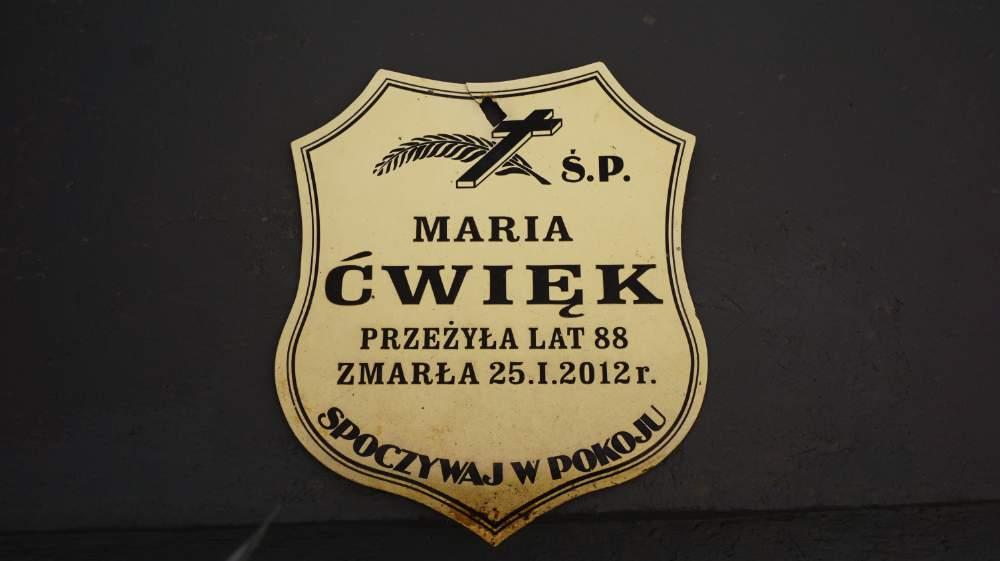 Ś.P.
MARIA
ĆWIĘK
PRZEŻYŁA LAT 88
ZMARŁA 25.I.2012 r.
SPOCZYWAJ W POKOJU